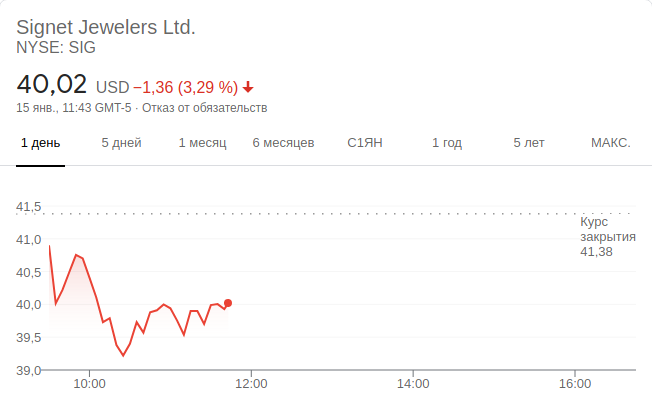 Signet Jewelers Ltd.
NYSE: SIG
40,02 USD −1,36 (3,29 %)
15 янв., 11:43 GMT-5 · Отказ от обязательств
1 день 5 дней 1 месяц 6 месяцев С1ЯН 1 год 5 лет МАКС.
41,5
Курс
закрытия
41,38
41,0
40,5
40,0
39,5
39,0
10:00 12:00 14:00 16:00